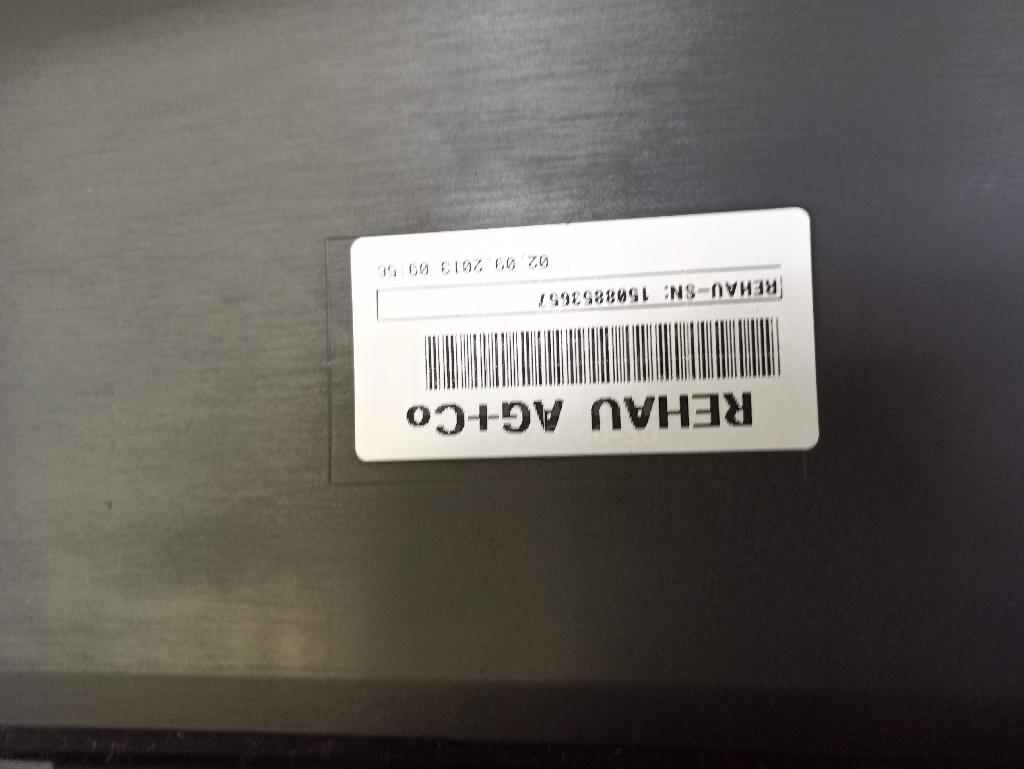 REHAU AG+Co
REHAU-SN: 1508853657
02.09.2013 09:56